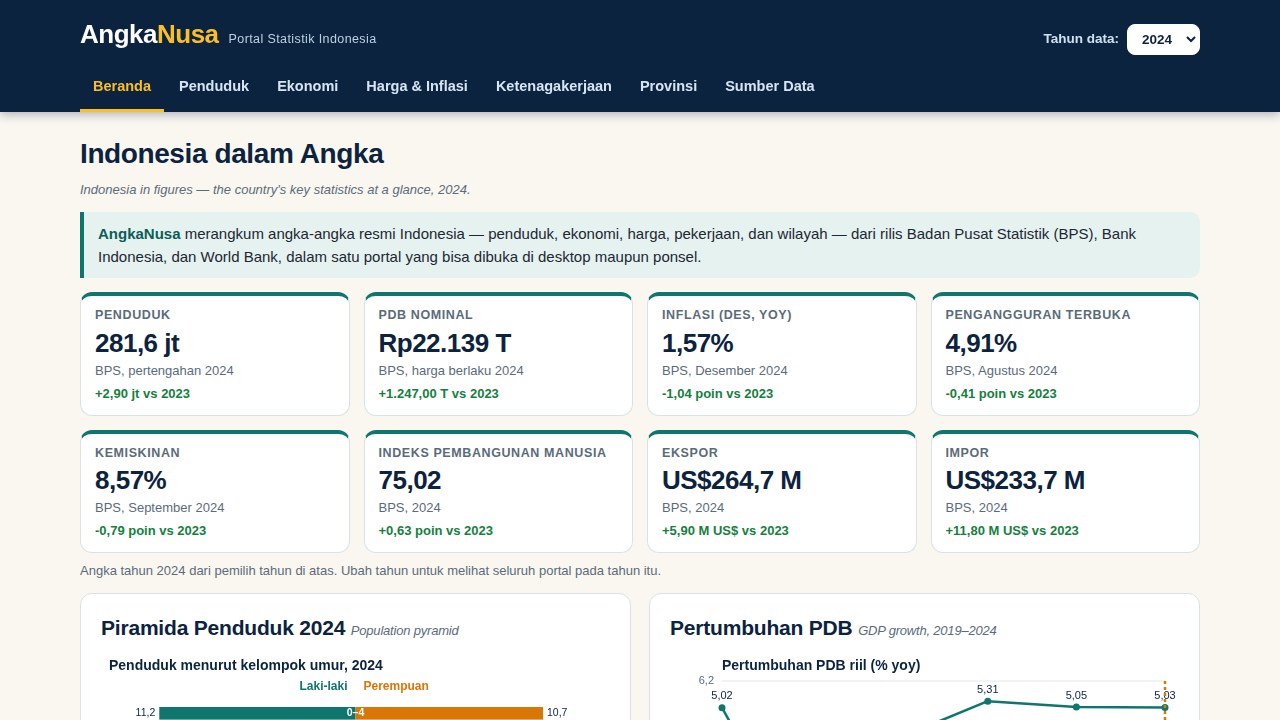 AngkaNusa Portal Statistik Indonesia
Tahun data: 2024
Beranda Penduduk Ekonomi Harga & Inflasi Ketenagakerjaan Provinsi Sumber Data
Indonesia dalam Angka
Indonesia in figures — the country's key statistics at a glance, 2024.
AngkaNusa merangkum angka-angka resmi Indonesia — penduduk, ekonomi, harga, pekerjaan, dan wilayah — dari rilis Badan Pusat Statistik (BPS), Bank
Indonesia, dan World Bank, dalam satu portal yang bisa dibuka di desktop maupun ponsel.
PENDUDUK
281,6 jt
BPS, pertengahan 2024
+2,90 jt vs 2023
PDB NOMINAL
Rp22.139 T
BPS, harga berlaku 2024
+1.247,00 T vs 2023
INFLASI (DES, YOY)
1,57%
BPS, Desember 2024
-1,04 poin vs 2023
PENGANGGURAN TERBUKA
4,91%
BPS, Agustus 2024
-0,41 poin vs 2023
KEMISKINAN
8,57%
BPS, September 2024
-0,79 poin vs 2023
INDEKS PEMBANGUNAN MANUSIA
75,02
BPS, 2024
+0,63 poin vs 2023
EKSPOR
US$264,7 M
BPS, 2024
+5,90 M US$ vs 2023
IMPOR
US$233,7 M
BPS, 2024
+11,80 M US$ vs 2023
Angka tahun 2024 dari pemilih tahun di atas. Ubah tahun untuk melihat seluruh portal pada tahun itu.
Piramida Penduduk 2024 Population pyramid
Penduduk menurut kelompok umur, 2024
Laki-laki Perempuan
11,2 0–4 10,7
Pertumbuhan PDB GDP growth, 2019–2024
Pertumbuhan PDB riil (% yoy)
6,2
5,02 5,31 5,05 5,03